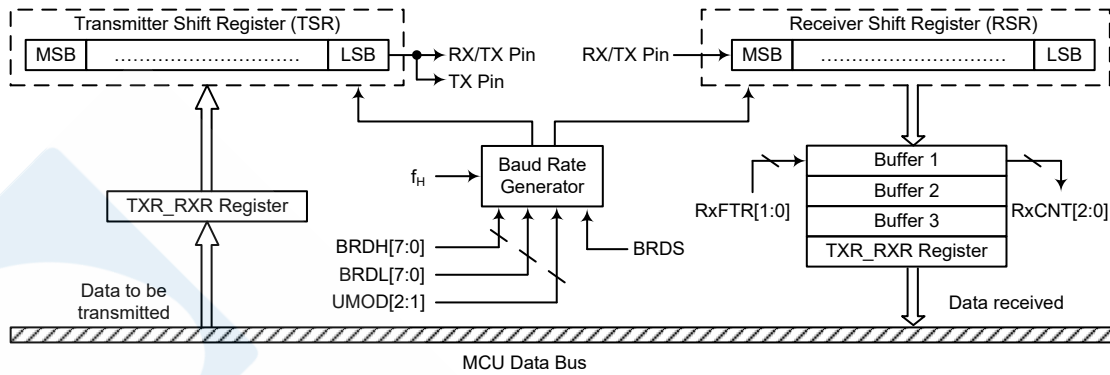 Transmitter Shift Register (TSR)
MSB ............................... LSB
RX/TX Pin
TX Pin
Receiver Shift Register (RSR)
RX/TX Pin
MSB ............................... LSB
TXR_RXR Register
Data to be
transmitted
fH
Baud Rate
Generator
BRDH[7:0]
BRDL[7:0]
UMOD[2:1]
BRDS
RxFTR[1:0]
Buffer 1
Buffer 2
Buffer 3
TXR_RXR Register
RxCNT[2:0]
Data received
MCU Data Bus